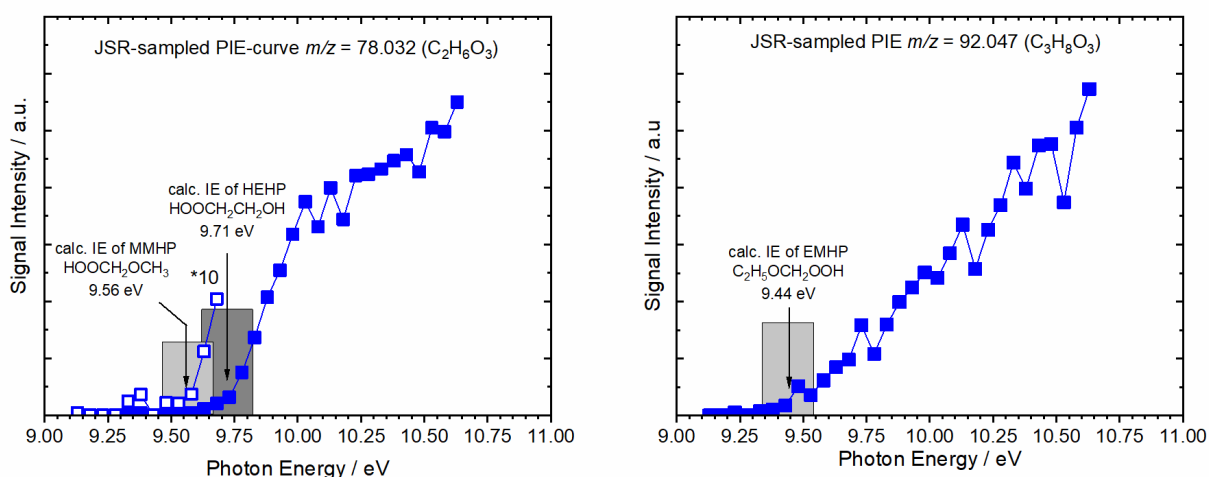 JSR-sampled PIE-curve m/z = 78.032 (C₂H₆O₃)
calc. IE of HEHP
HOOCH₂CH₂OH
9.71 eV
calc. IE of MMHP
HOOCH₂OCH₃
9.56 eV
*10
Signal Intensity / a.u.
9.00 9.25 9.50 9.75 10.00 10.25 10.50 10.75 11.00
Photon Energy / eV
JSR-sampled PIE m/z = 92.047 (C₃H₈O₃)
calc. IE of EMHP
C₂H₅OCH₂OOH
9.44 eV
Signal Intensity / a.u
9.00 9.25 9.50 9.75 10.00 10.25 10.50 10.75 11.00
Photon Energy / eV